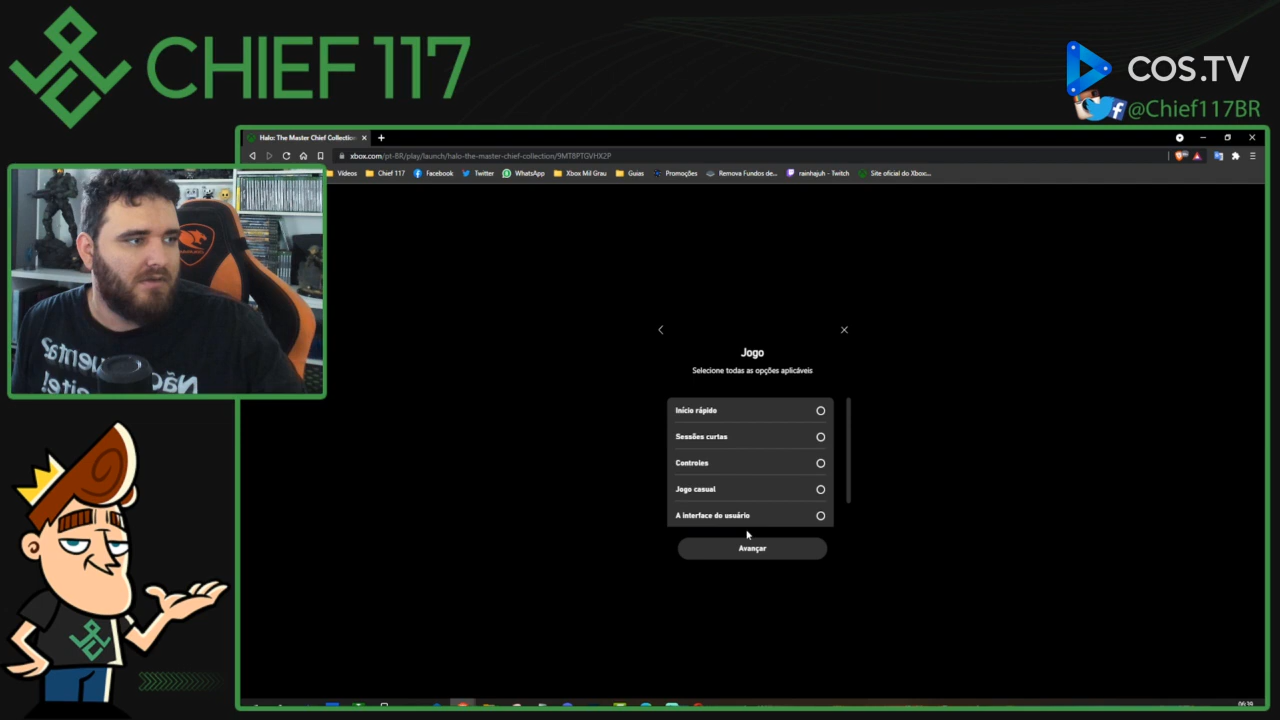 CHIEF 117
COS.TV
@Chief117BR
Halo: The Master Chief Collection
xbox.com/pt-BR/play/launch/halo-the-master-chief-collection/9MT8PTGVHX2P
Vídeos
Chief 117
Facebook
Twitter
WhatsApp
Xbox Mil Grau
Guias
Promoções
Remova Fundos de...
rainhajuh - Twitch
Site oficial do Xbox:...
Jogo
Selecione todas as opções aplicáveis
Início rápido
Sessões curtas
Controles
Jogo casual
A interface do usuário
Avançar
Não
06:39